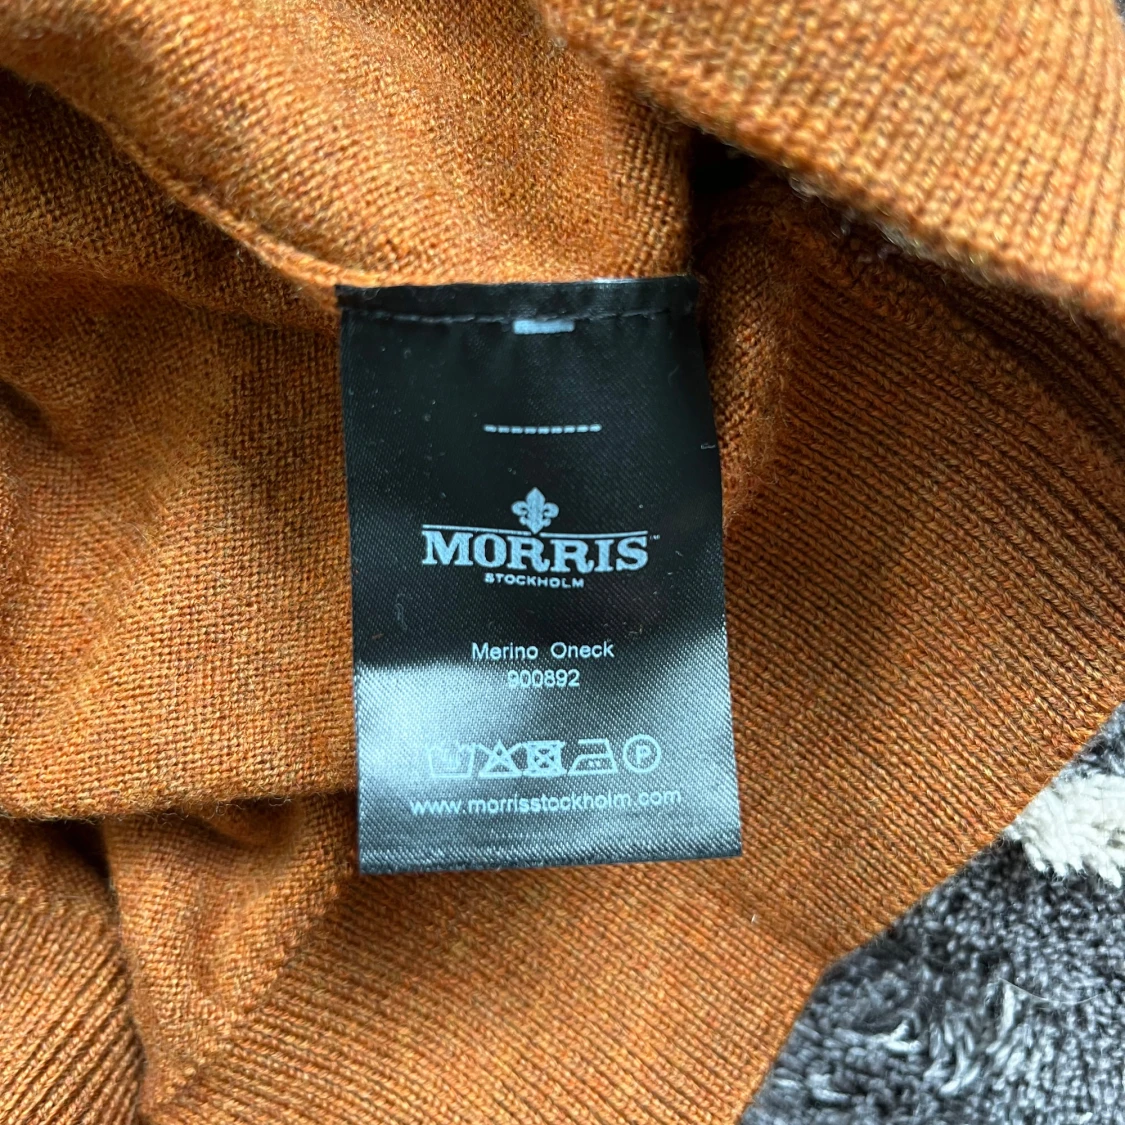 MORRIS
STOCKHOLM
Merino Oneck
900892
P
www.morrisstockholm.com